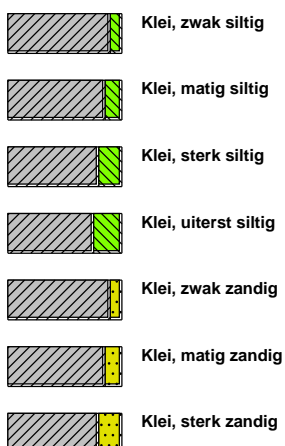 Klei, zwak siltig
Klei, matig siltig
Klei, sterk siltig
Klei, uiterst siltig
Klei, zwak zandig
Klei, matig zandig
Klei, sterk zandig